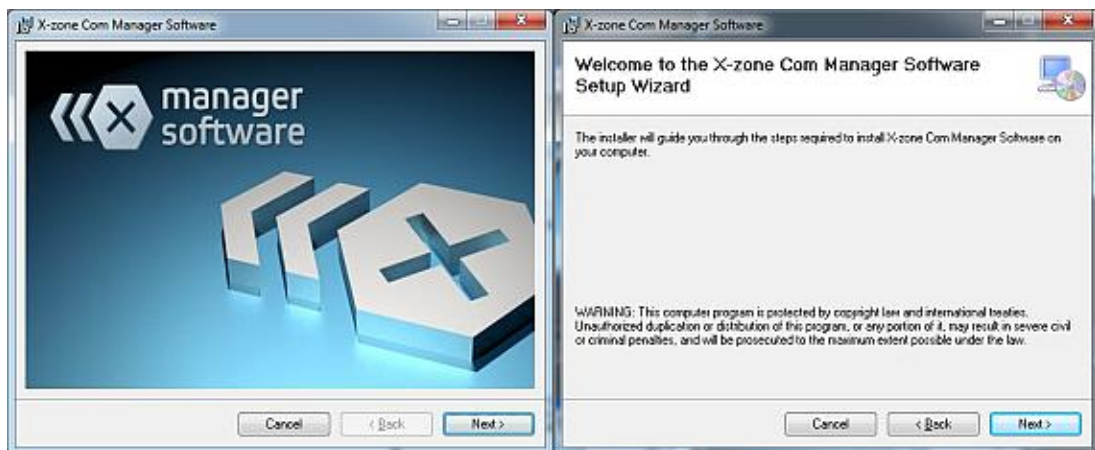 X-zone Com Manager Software
manager
software
Cancel
< Back
Next >
X-zone Com Manager Software
Welcome to the X-zone Com Manager Software
Setup Wizard
The installer will guide you through the steps required to install X-zone Com Manager Software on
your computer.
WARNING: This computer program is protected by copyright law and international treaties.
Unauthorized duplication or distribution of this program, or any portion of it, may result in severe civil
or criminal penalties, and will be prosecuted to the maximum extent possible under the law.
Cancel
< Back
Next >